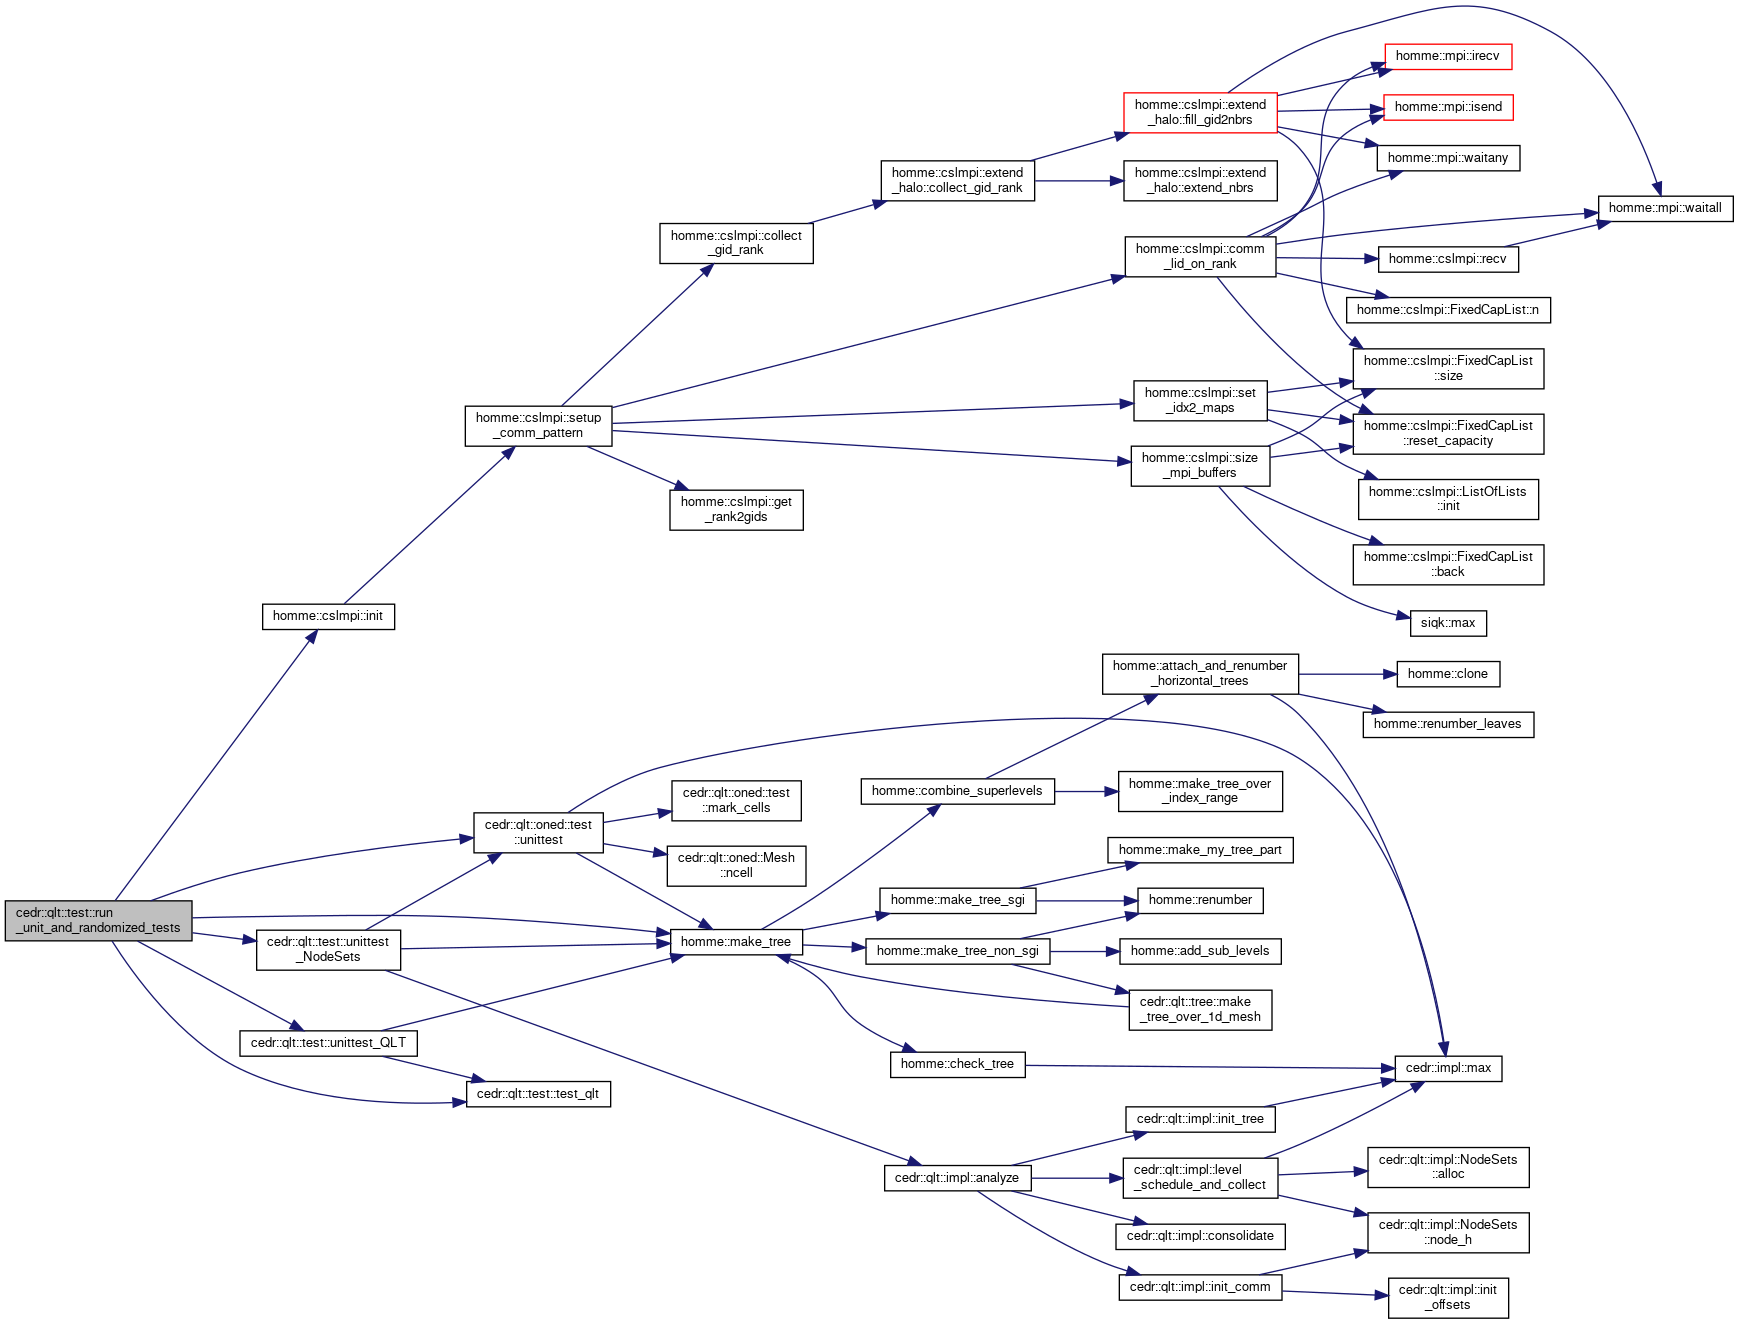 homme::mpi::irecv
homme::cslmpi::extend
_halo::fill_gid2nbrs
homme::mpi::isend
homme::mpi::waitany
homme::cslmpi::extend
_halo::collect_gid_rank
homme::cslmpi::extend
_halo::extend_nbrs
homme::mpi::waitall
homme::cslmpi::collect
_gid_rank
homme::cslmpi::comm
_lid_on_rank
homme::cslmpi::recv
homme::cslmpi::FixedCapList::n
homme::cslmpi::FixedCapList
::size
homme::cslmpi::set
_idx2_maps
homme::cslmpi::setup
_comm_pattern
homme::cslmpi::FixedCapList
::reset_capacity
homme::cslmpi::size
_mpi_buffers
homme::cslmpi::ListOfLists
::init
homme::cslmpi::get
_rank2gids
homme::cslmpi::FixedCapList
::back
homme::cslmpi::init
siqk::max
homme::attach_and_renumber
_horizontal_trees
homme::clone
homme::renumber_leaves
homme::combine_superlevels
homme::make_tree_over
_index_range
cedr::qlt::oned::test
::mark_cells
cedr::qlt::oned::test
::unittest
homme::make_my_tree_part
cedr::qlt::oned::Mesh
::ncell
homme::make_tree_sgi
homme::renumber
cedr::qlt::test::run
_unit_and_randomized_tests
cedr::qlt::test::unittest
_NodeSets
homme::make_tree
homme::make_tree_non_sgi
homme::add_sub_levels
cedr::qlt::tree::make
_tree_over_1d_mesh
cedr::qlt::test::unittest_QLT
homme::check_tree
cedr::impl::max
cedr::qlt::test::test_qlt
cedr::qlt::impl::init_tree
cedr::qlt::impl::analyze
cedr::qlt::impl::level
_schedule_and_collect
cedr::qlt::impl::NodeSets
::alloc
cedr::qlt::impl::consolidate
cedr::qlt::impl::NodeSets
::node_h
cedr::qlt::impl::init_comm
cedr::qlt::impl::init
_offsets